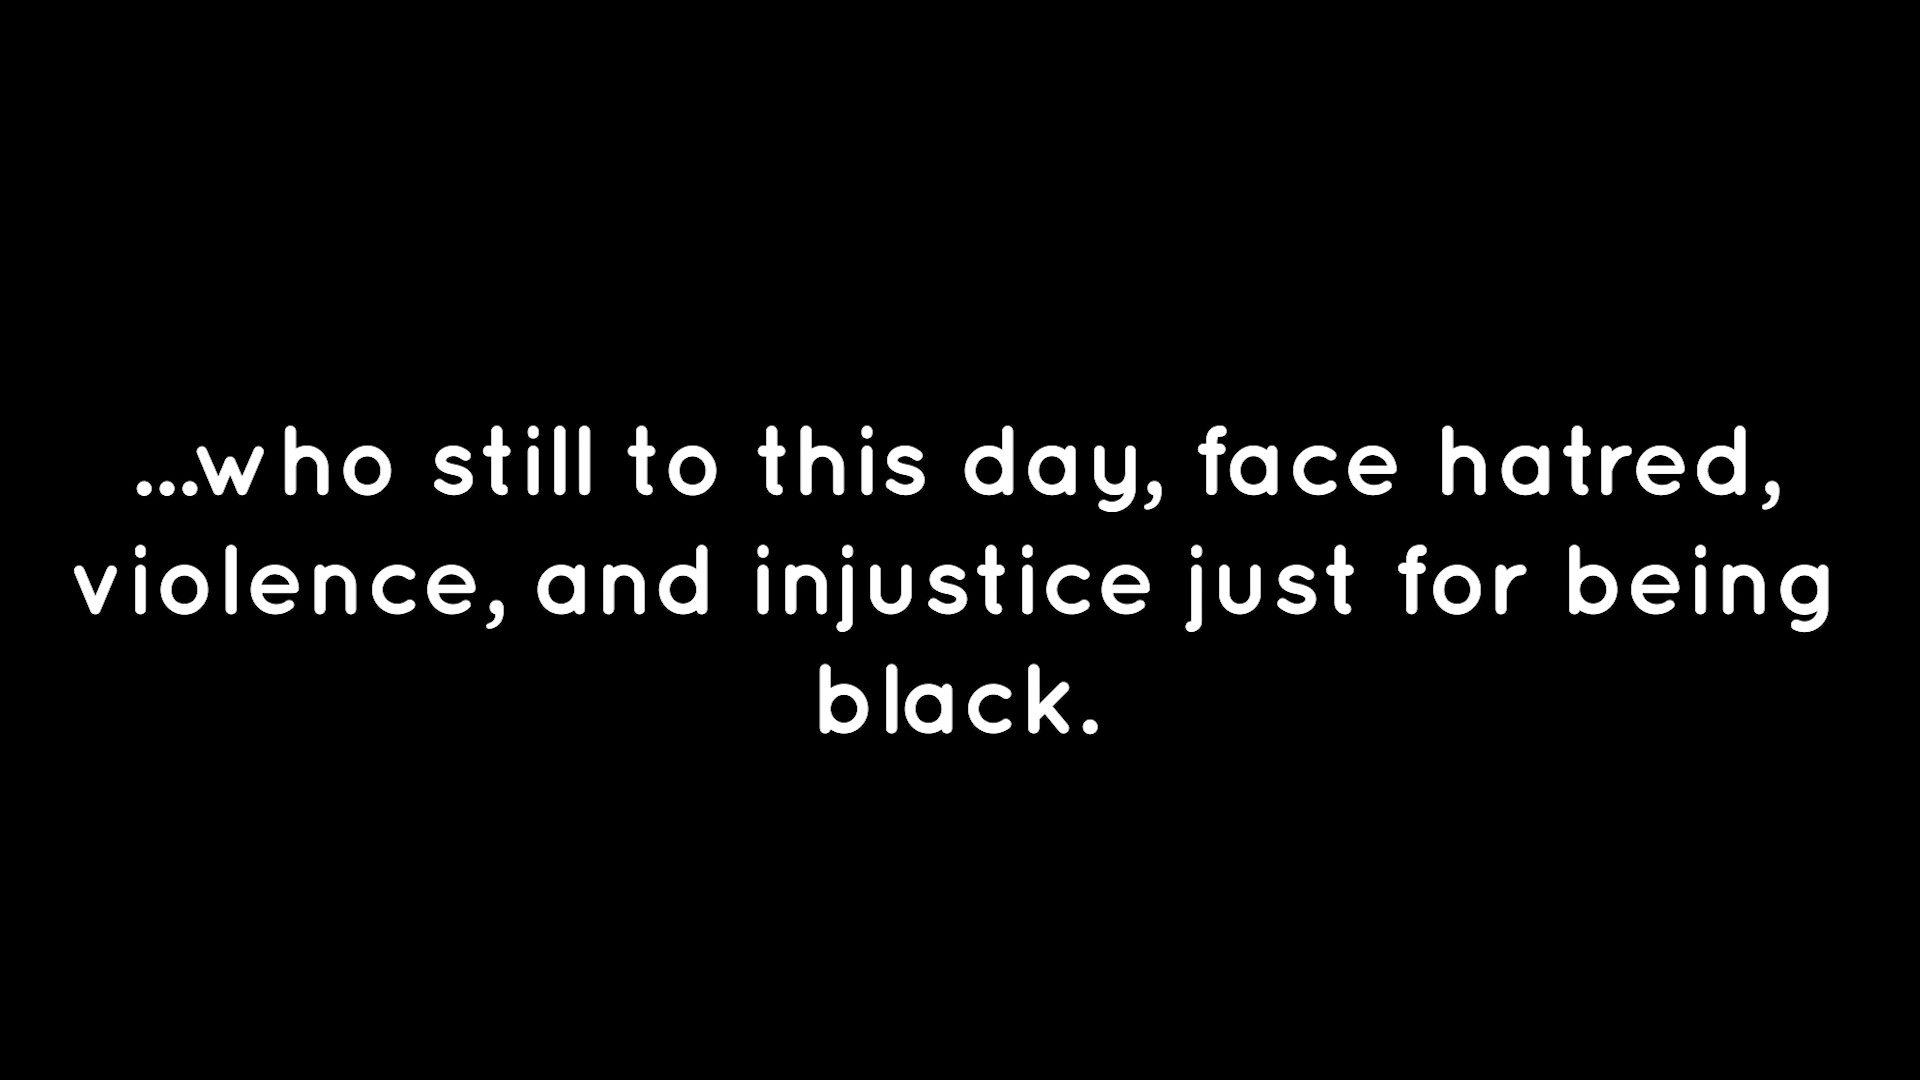 ...who still to this day, face hatred,
violence, and injustice just for being
black.